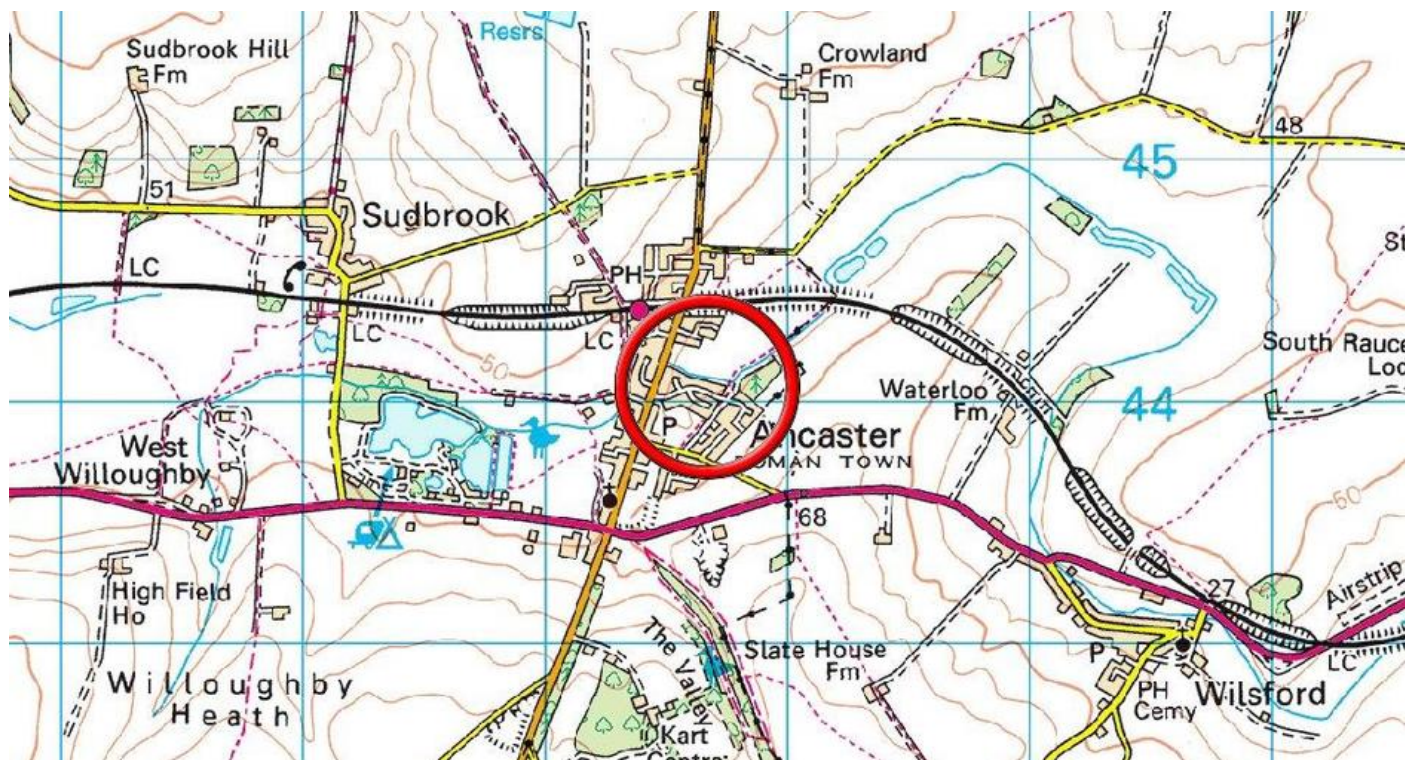 Resrs
Sudbrook Hill
Fm
Crowland
Fm
48
45
51
Sudbrook
LC
PH
LC
LC
50
South Rauce
Loc
Waterloo
Fm
44
West
Willoughby
P
Ancaster
ROMAN TOWN
50
68
High Field
Ho
27
Airstrip
The Valley
Slate House
Fm
LC
P
Willoughby
Heath
PH
Cemy
Wilsford
Kart